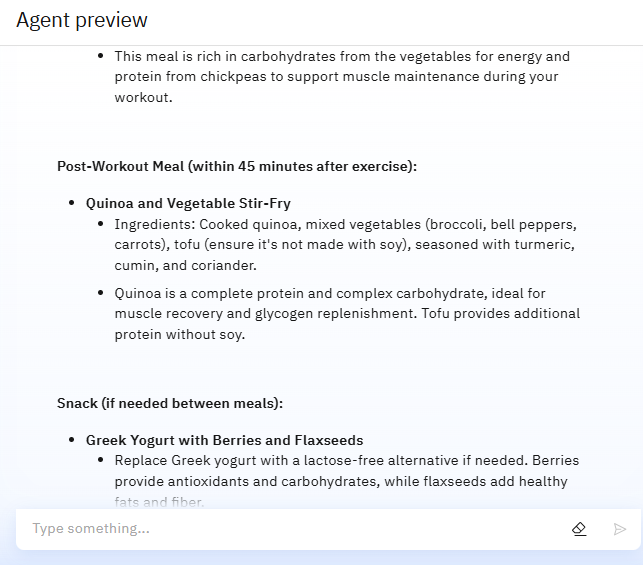 Agent preview
This meal is rich in carbohydrates from the vegetables for energy and
protein from chickpeas to support muscle maintenance during your
workout.
Post-Workout Meal (within 45 minutes after exercise):
Quinoa and Vegetable Stir-Fry
Ingredients: Cooked quinoa, mixed vegetables (broccoli, bell peppers,
carrots), tofu (ensure it's not made with soy), seasoned with turmeric,
cumin, and coriander.
Quinoa is a complete protein and complex carbohydrate, ideal for
muscle recovery and glycogen replenishment. Tofu provides additional
protein without soy.
Snack (if needed between meals):
Greek Yogurt with Berries and Flaxseeds
Replace Greek yogurt with a lactose-free alternative if needed. Berries
provide antioxidants and carbohydrates, while flaxseeds add healthy
fats and fiber.
Type something...